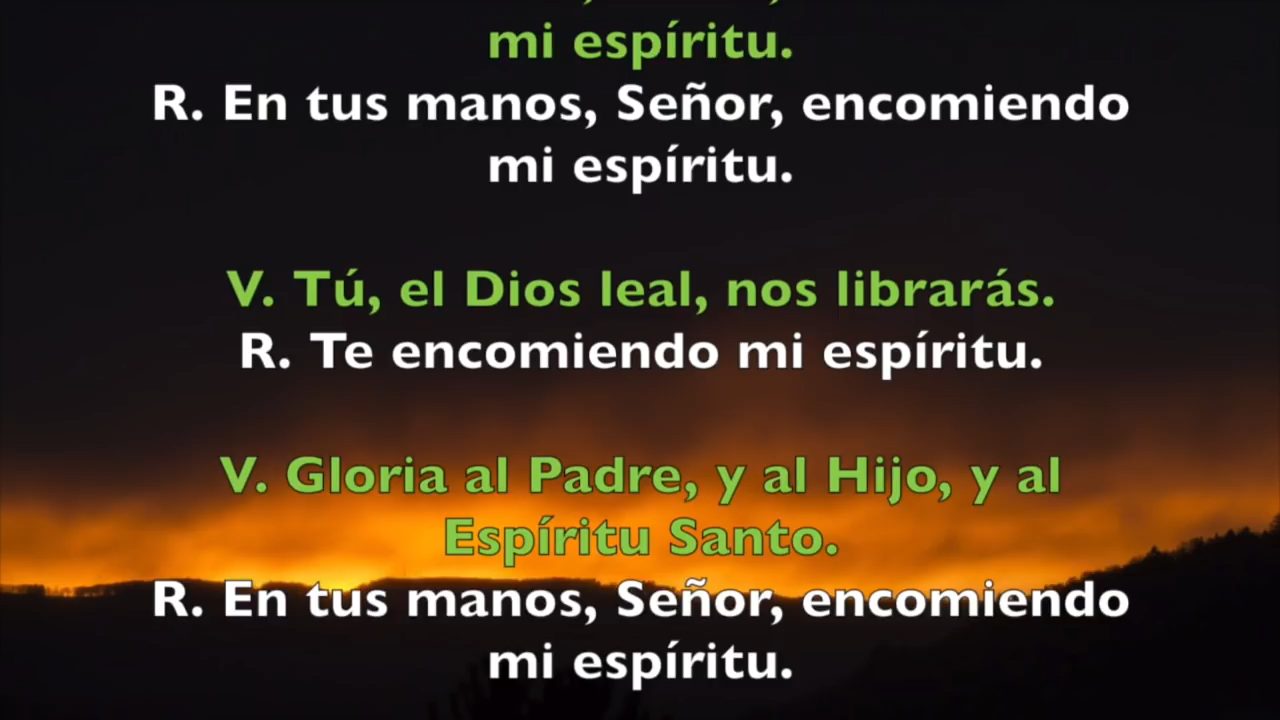 mi espíritu.
R. En tus manos, Señor, encomiendo
mi espíritu.
V. Tú, el Dios leal, nos librarás.
R. Te encomiendo mi espíritu.
V. Gloria al Padre, y al Hijo, y al
Espíritu Santo.
R. En tus manos, Señor, encomiendo
mi espíritu.